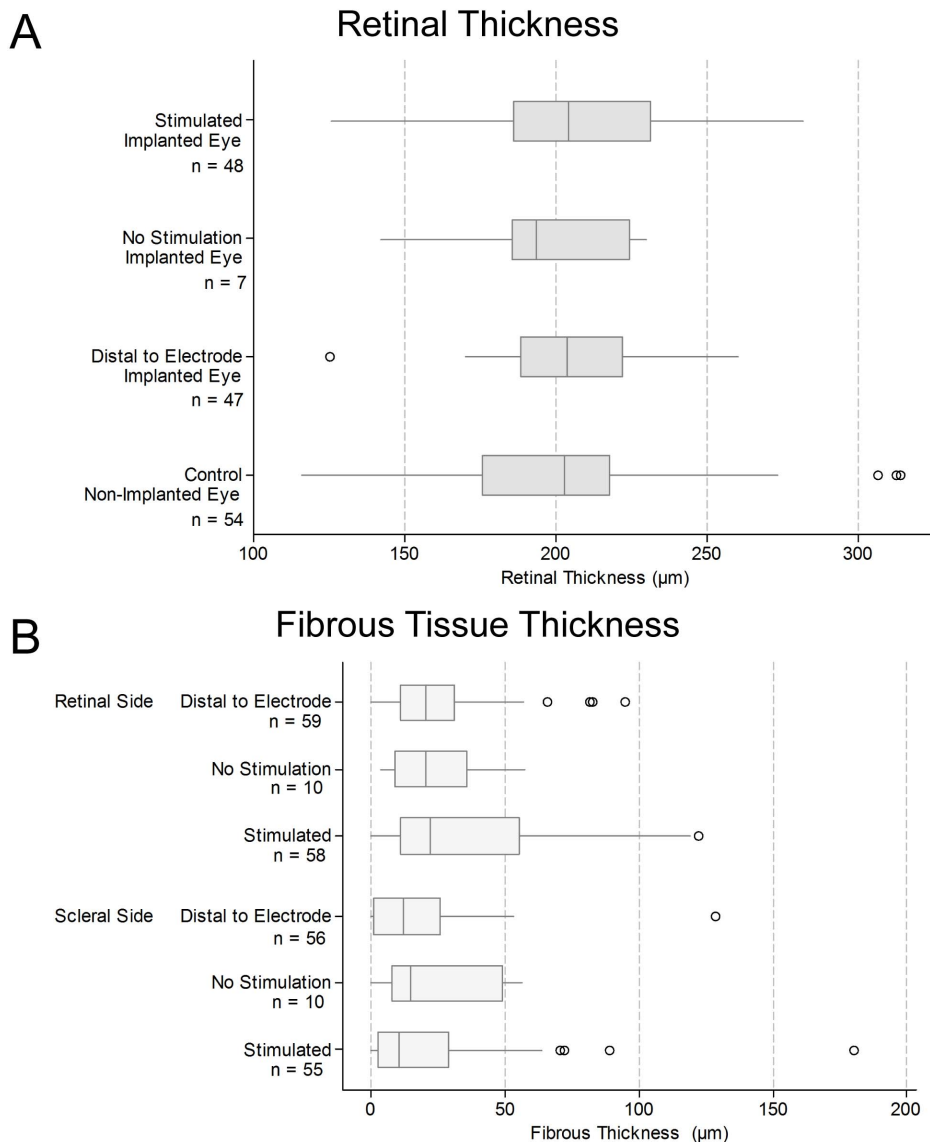 A
Retinal Thickness
Stimulated
Implanted Eye
n = 48
No Stimulation
Implanted Eye
n = 7
Distal to Electrode
Implanted Eye
n = 47
Control
Non-Implanted Eye
n = 54
100 150 200 250 300
Retinal Thickness (µm)
B
Fibrous Tissue Thickness
Retinal Side Distal to Electrode
n = 59
No Stimulation
n = 10
Stimulated
n = 58
Scleral Side Distal to Electrode
n = 56
No Stimulation
n = 10
Stimulated
n = 55
0 50 100 150 200
Fibrous Thickness (µm)